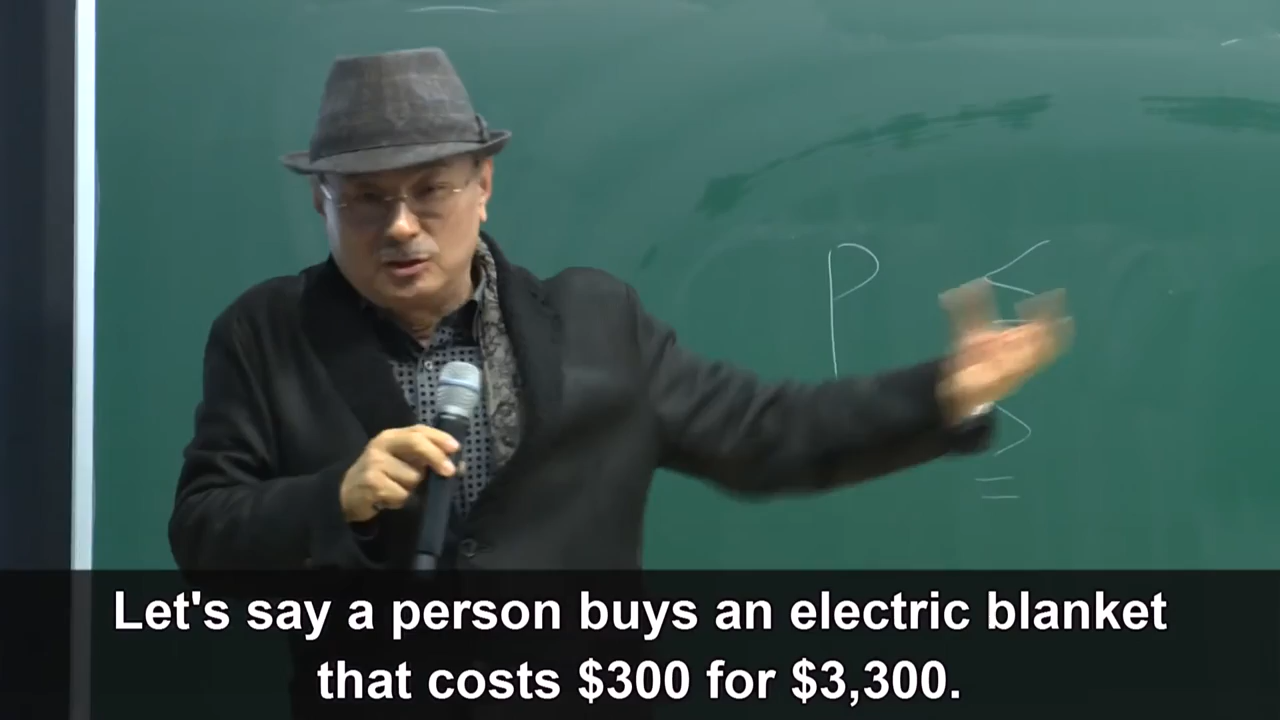 P
<
=
>
=
Let's say a person buys an electric blanket
that costs $300 for $3,300.